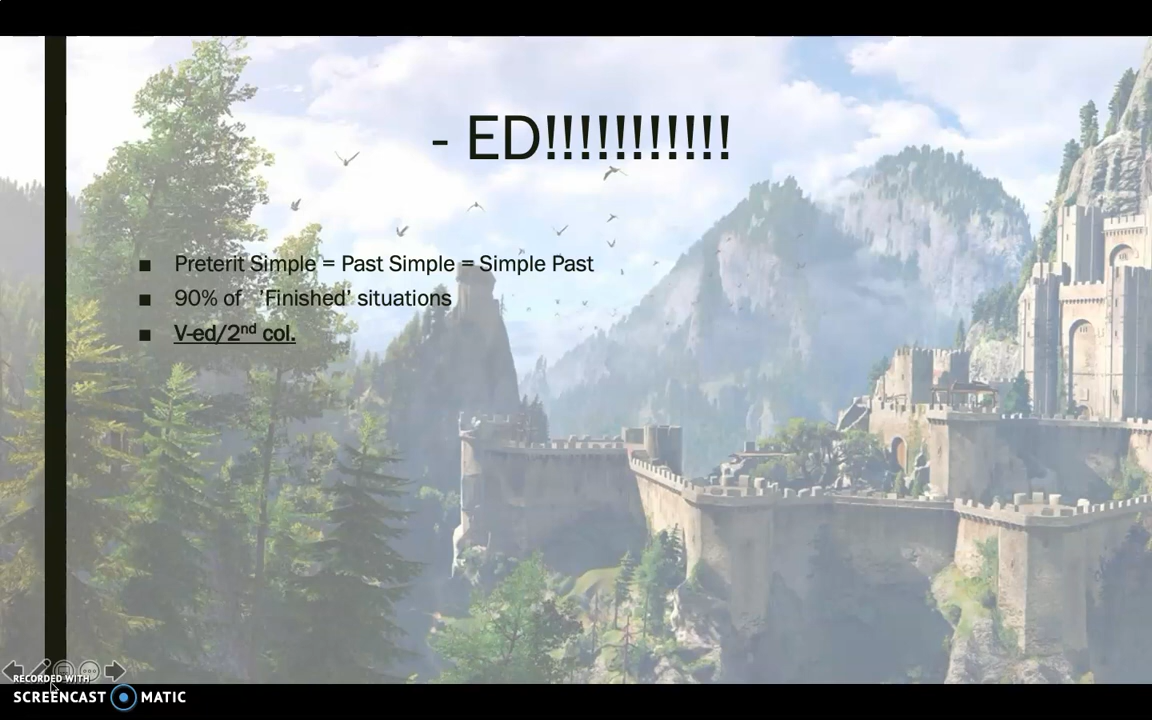 - ED!!!!!!!!!!!
Preterit Simple = Past Simple = Simple Past
90% of ‘Finished’ situations
V-ed/2nd col.
RECORDED WITH
SCREENCAST MATIC